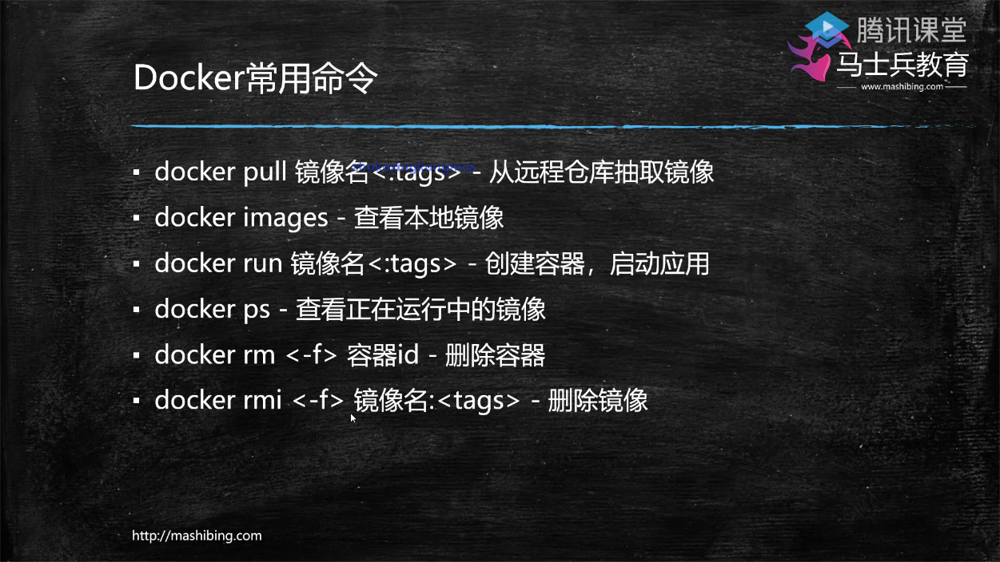 腾讯课堂
马士兵教育
www.mashibing.com
Docker常用命令
docker pull 镜像名<:tags> - 从远程仓库抽取镜像
docker images - 查看本地镜像
docker run 镜像名<:tags> - 创建容器，启动应用
docker ps - 查看正在运行中的镜像
docker rm <-f> 容器id - 删除容器
docker rmi <-f> 镜像名:<tags> - 删除镜像
http://mashibing.com